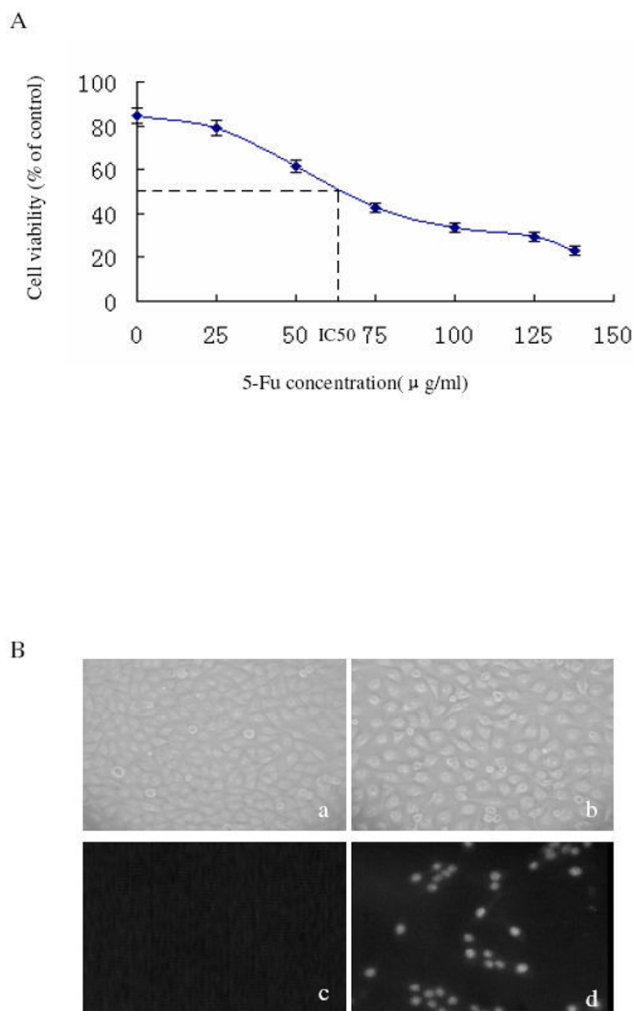 A
Cell viability (% of control)
100
80
60
40
20
0
0 25 50 IC50 75 100 125 150
5-Fu concentration( μ g/ml)
B
a
b
c
d